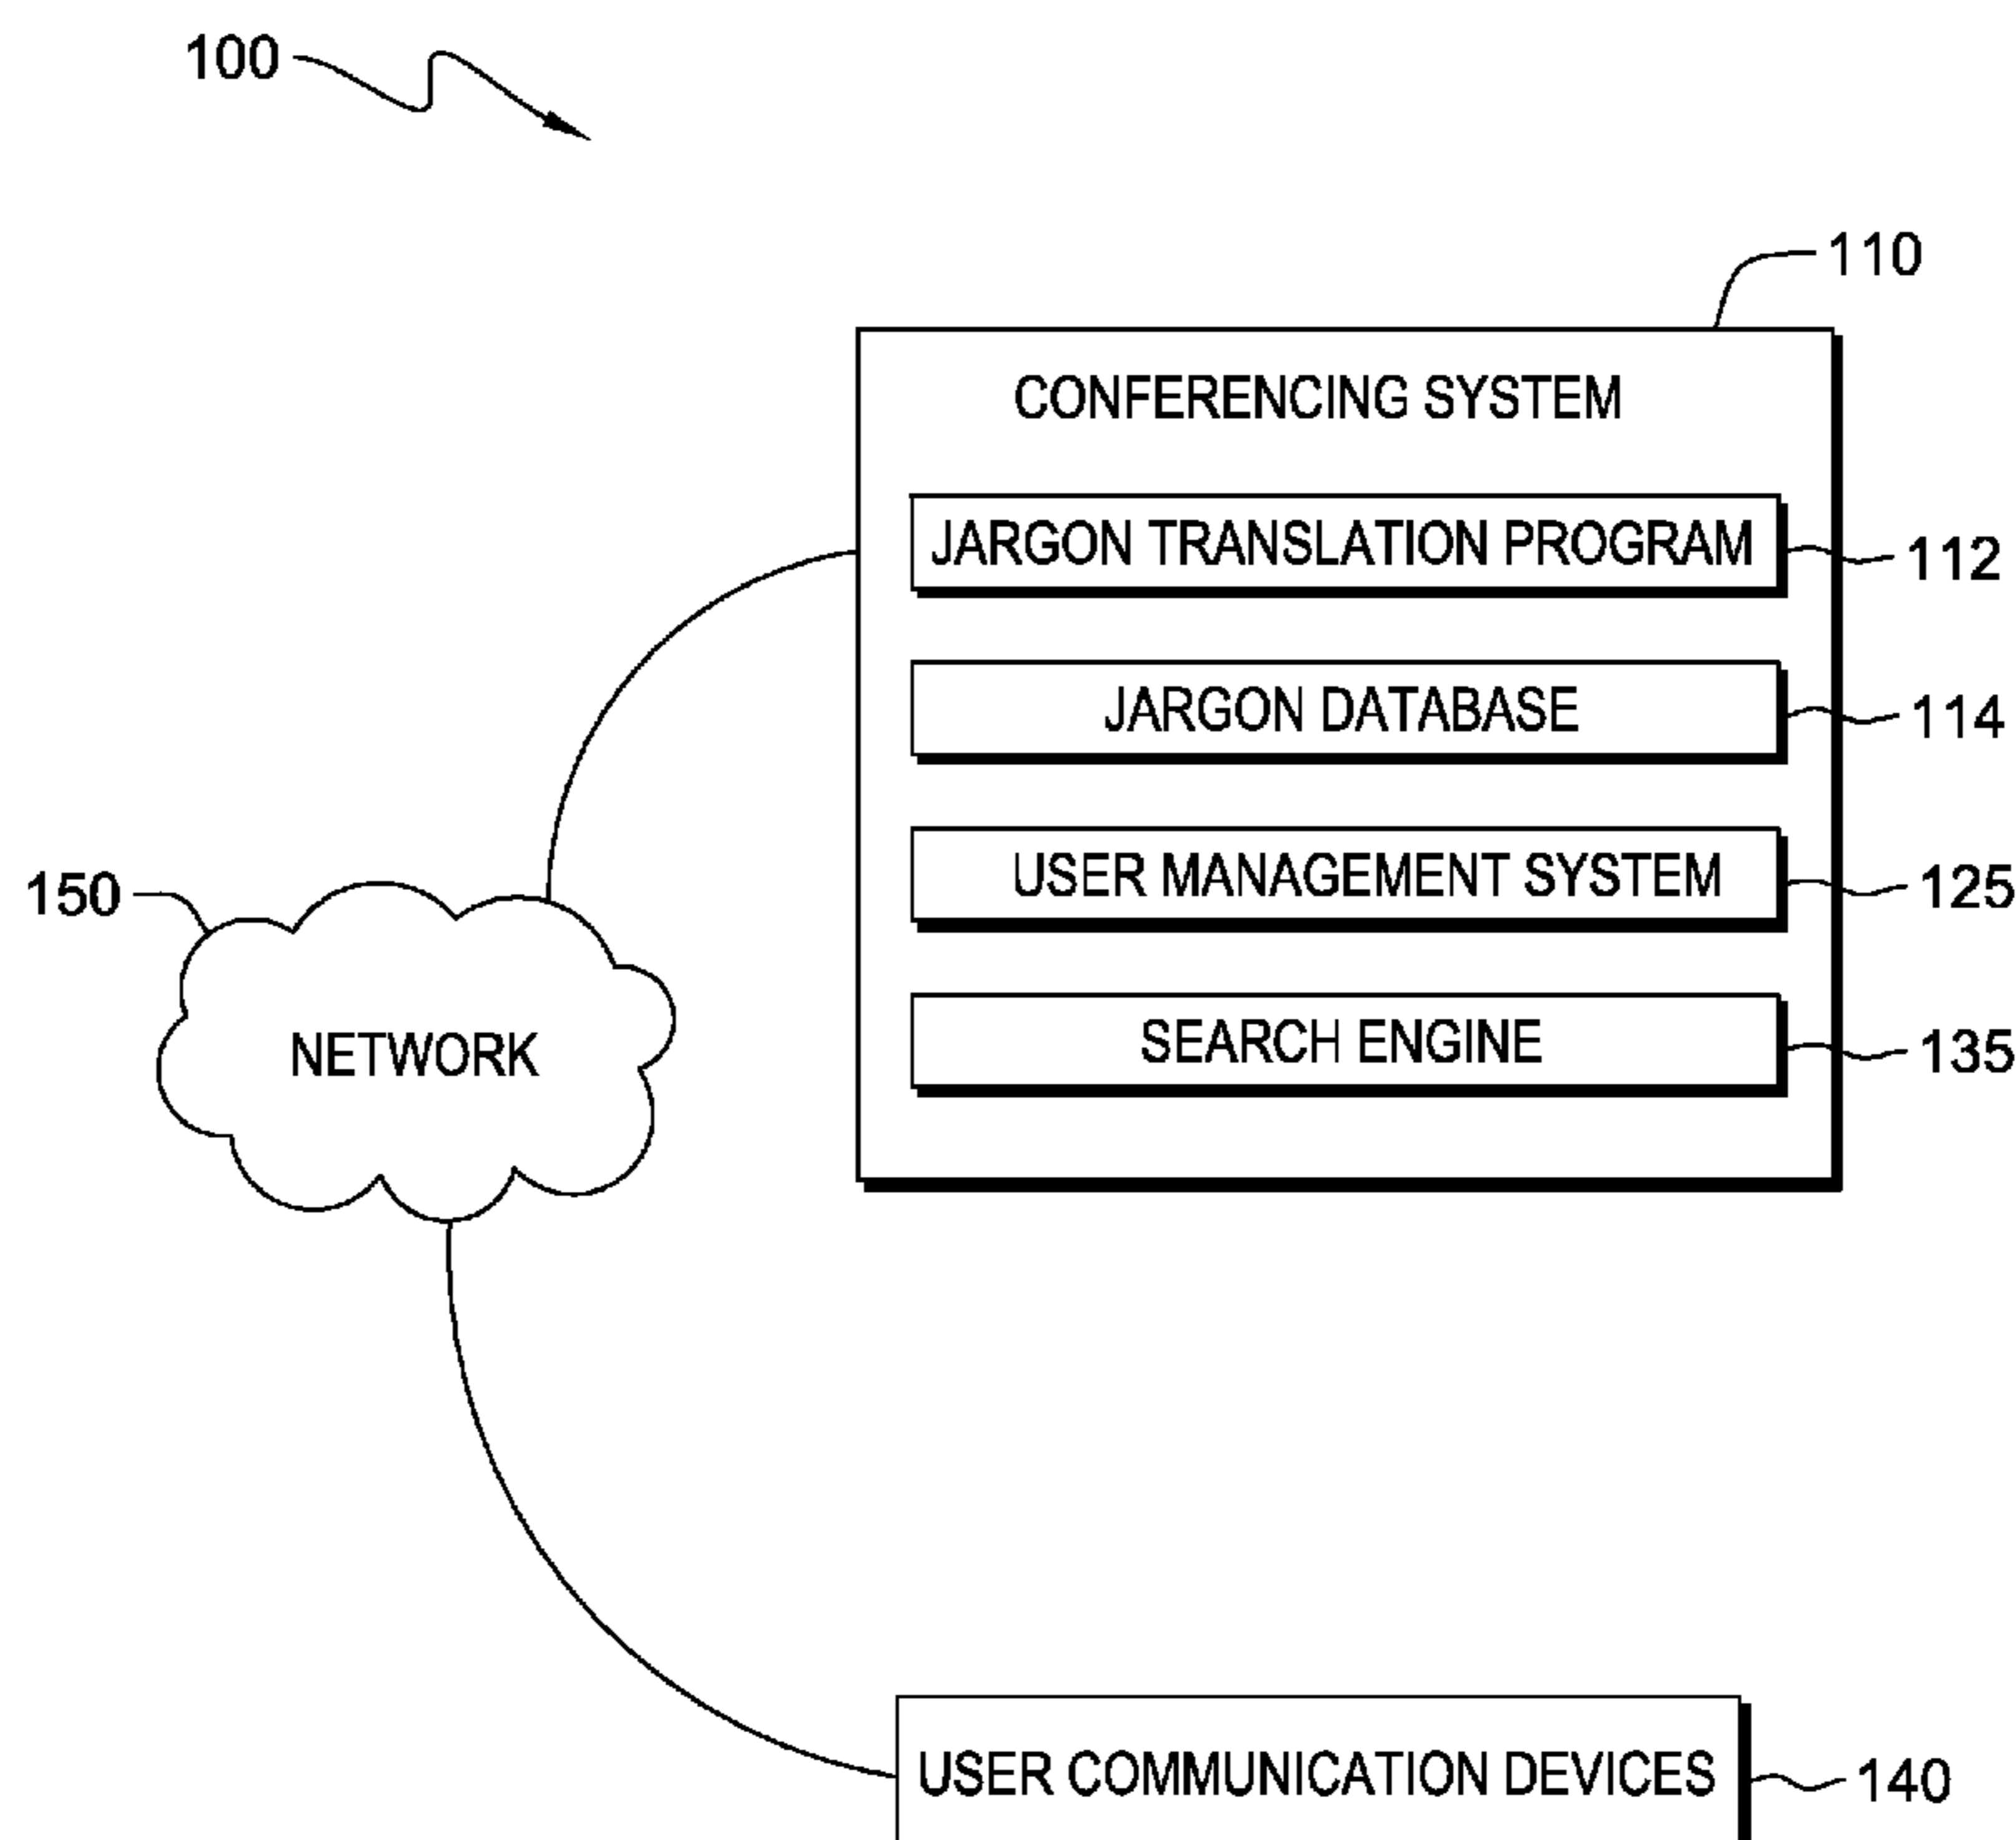 100
110
CONFERENCING SYSTEM
JARGON TRANSLATION PROGRAM
112
JARGON DATABASE
114
USER MANAGEMENT SYSTEM
125
150
SEARCH ENGINE
135
NETWORK
USER COMMUNICATION DEVICES
140